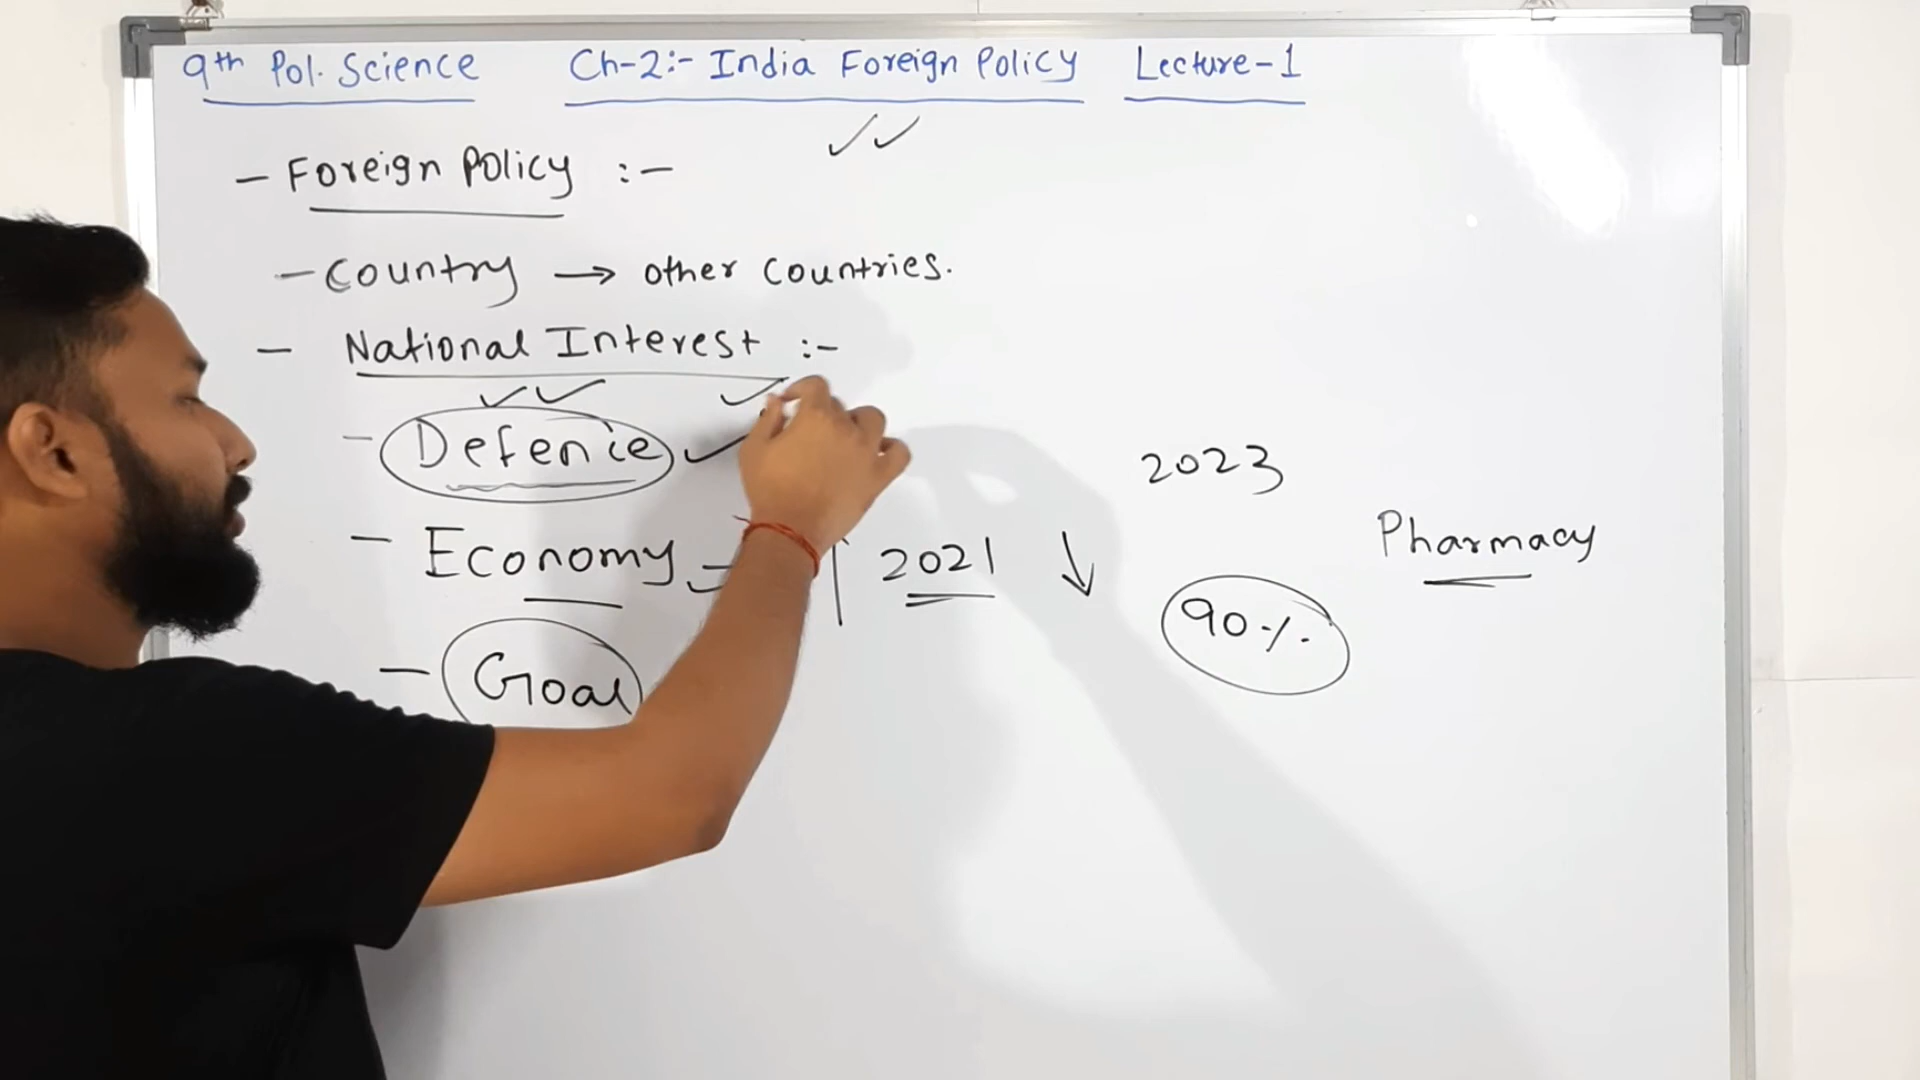 9th Pol. Science Ch-2:- India Foreign Policy Lecture-1
- Foreign Policy :-
- Country → other countries.
- National Interest :-
- Defence
2023
- Economy
2021 ↓
Pharmacy
90%
- Goal